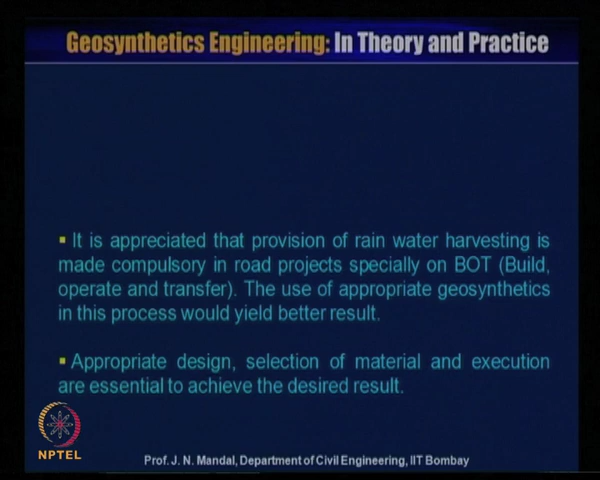 Geosynthetics Engineering: In Theory and Practice
▪ It is appreciated that provision of rain water harvesting is
made compulsory in road projects specially on BOT (Build,
operate and transfer). The use of appropriate geosynthetics
in this process would yield better result.
▪ Appropriate design, selection of material and execution
are essential to achieve the desired result.
NPTEL
Prof. J. N. Mandal, Department of Civil Engineering, IIT Bombay